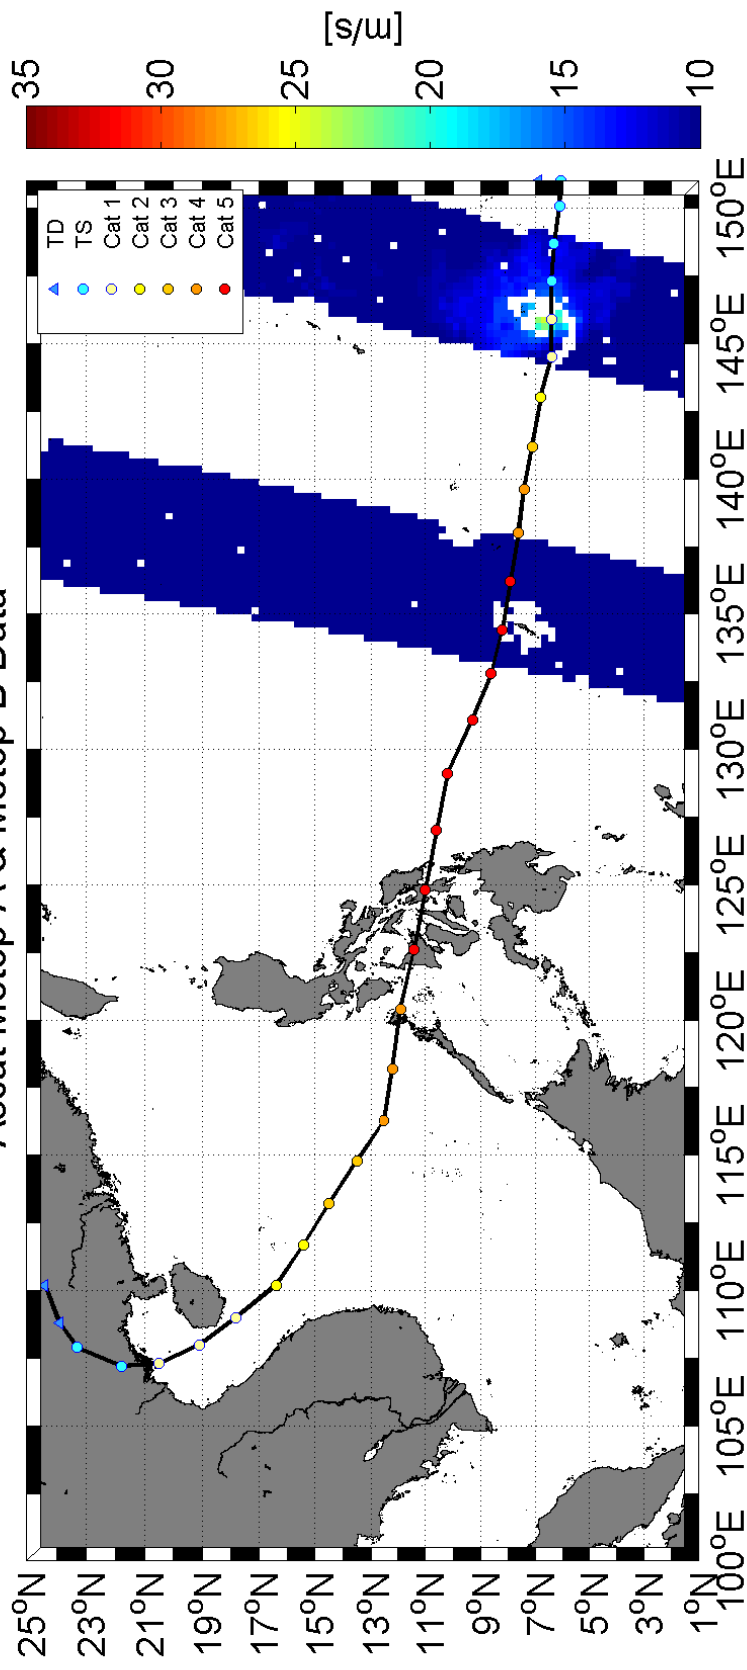 Ascat Metop-A & Metop-B Data
TD
TS
Cat 1
Cat 2
Cat 3
Cat 4
Cat 5
35
30
25
20
15
10
[m/s]
25°N
23°N
21°N
19°N
17°N
15°N
13°N
11°N
9°N
7°N
5°N
3°N
1°N
100°E
105°E
110°E
115°E
120°E
125°E
130°E
135°E
140°E
145°E
150°E